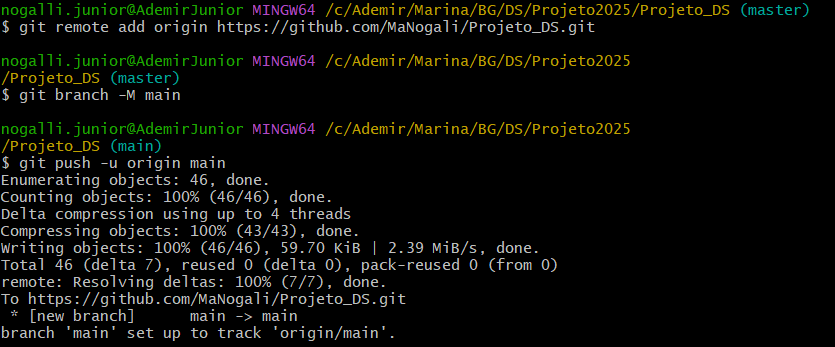 nogalli.junior@AdemirJunior MINGW64 /c/Ademir/Marina/BG/DS/Projeto2025/Projeto_DS (master)
$ git remote add origin https://github.com/MaNogali/Projeto_DS.git
nogalli.junior@AdemirJunior MINGW64 /c/Ademir/Marina/BG/DS/Projeto2025
/Projeto_DS (master)
$ git branch -M main
nogalli.junior@AdemirJunior MINGW64 /c/Ademir/Marina/BG/DS/Projeto2025
/Projeto_DS (main)
$ git push -u origin main
Enumerating objects: 46, done.
Counting objects: 100% (46/46), done.
Delta compression using up to 4 threads
Compressing objects: 100% (43/43), done.
Writing objects: 100% (46/46), 59.70 KiB | 2.39 MiB/s, done.
Total 46 (delta 7), reused 0 (delta 0), pack-reused 0 (from 0)
remote: Resolving deltas: 100% (7/7), done.
To https://github.com/MaNogali/Projeto_DS.git
 * [new branch]      main -> main
branch 'main' set up to track 'origin/main'.